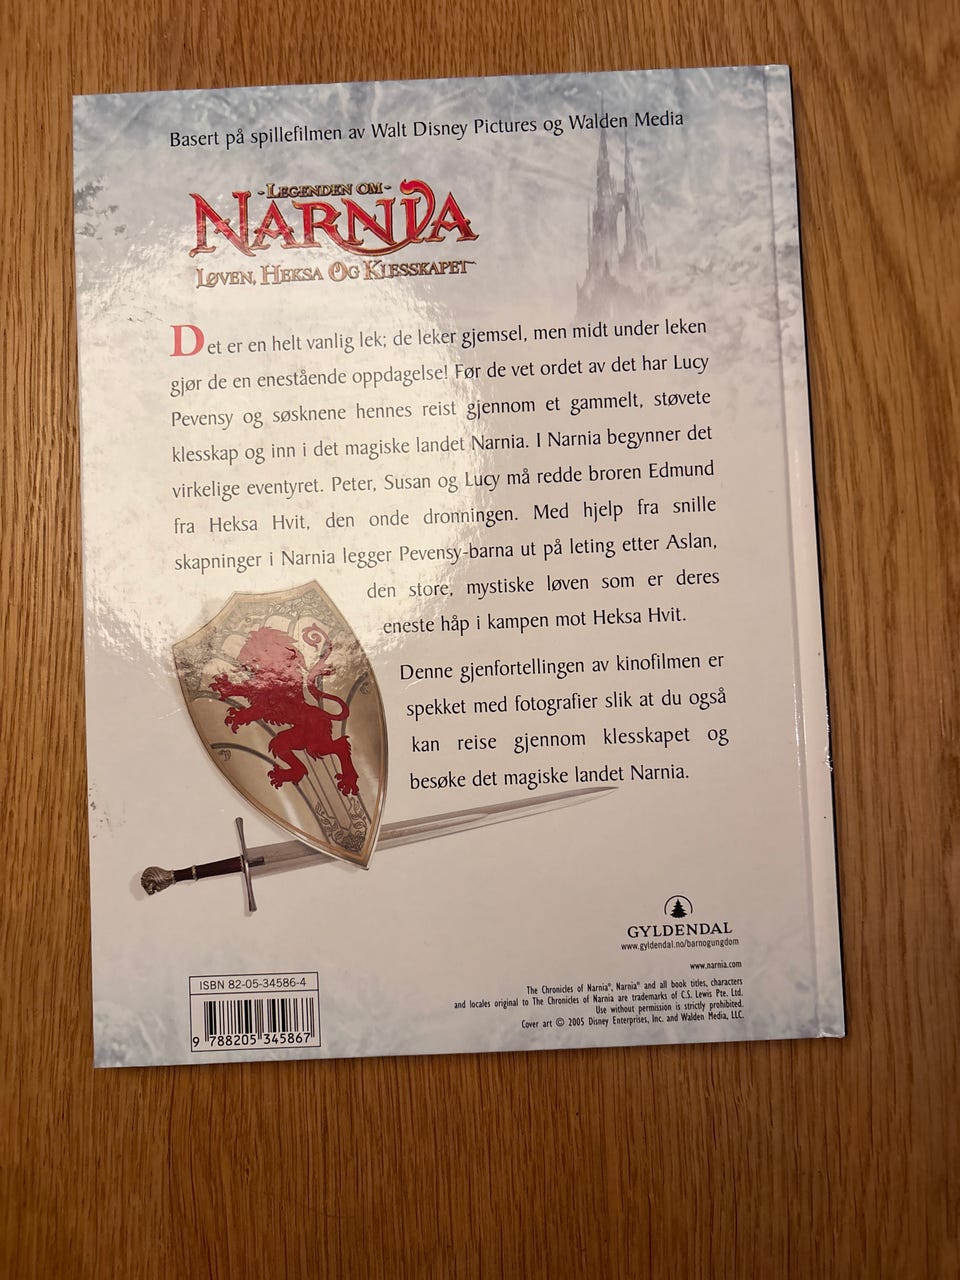 Basert på spillefilmen av Walt Disney Pictures og Walden Media
- LEGENDEN OM -
NARNIA
LØVEN, HEKSA OG KLESSKAPET
Det er en helt vanlig lek; de leker gjemsel, men midt under leken
gjør de en enestående oppdagelse! Før de vet ordet av det har Lucy
Pevensy og søsknene hennes reist gjennom et gammelt, støvete
klesskap og inn i det magiske landet Narnia. I Narnia begynner det
virkelige eventyret. Peter, Susan og Lucy må redde broren Edmund
fra Heksa Hvit, den onde dronningen. Med hjelp fra snille
skapninger i Narnia legger Pevensy-barna ut på leting etter Aslan,
den store, mystiske løven som er deres
eneste håp i kampen mot Heksa Hvit.
Denne gjenfortellingen av kinofilmen er
spekket med fotografier slik at du også
kan reise gjennom klesskapet og
besøke det magiske landet Narnia.
GYLDENDAL
www.gyldendal.no/barnogungdom
www.narnia.com
The Chronicles of Narnia®, Narnia® and all book titles, characters
and locales original to The Chronicles of Narnia are trademarks of C.S. Lewis Pte. Ltd.
Use without permission is strictly prohibited.
Cover art © 2005 Disney Enterprises, Inc. and Walden Media, LLC.
ISBN 82-05-34586-4
9 788205 345867